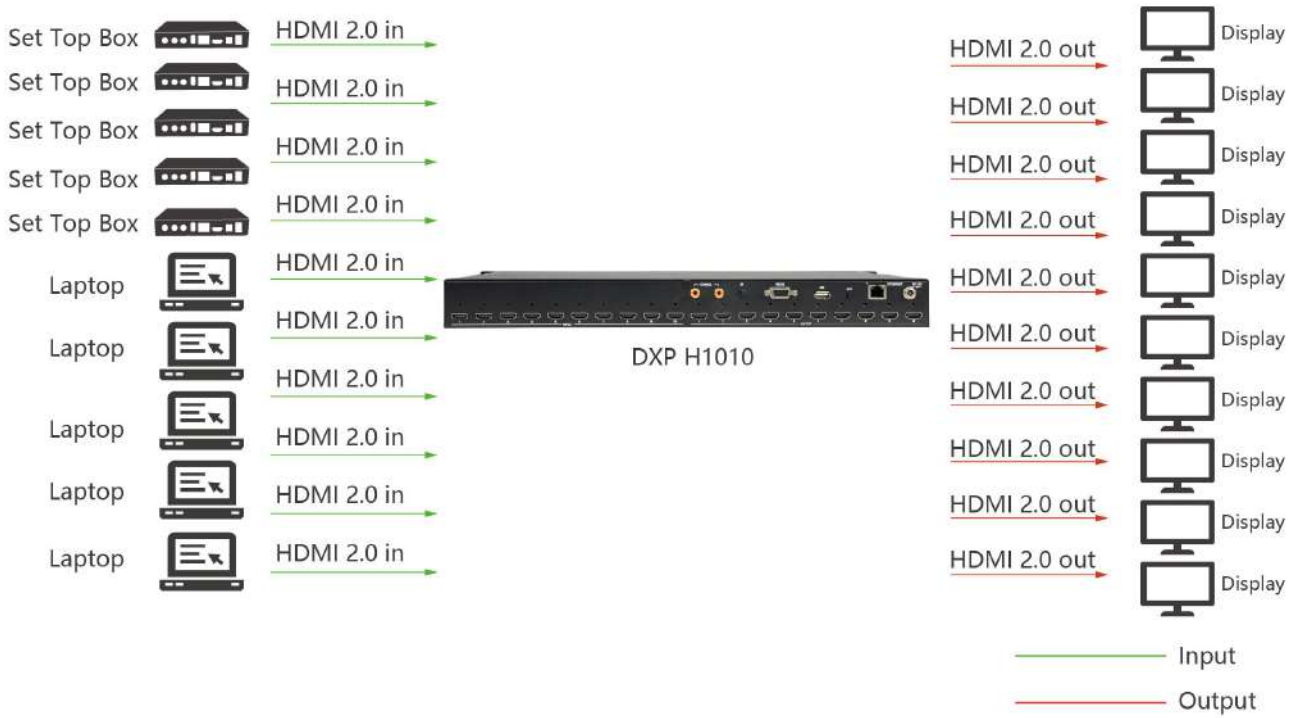 Set Top Box
Set Top Box
Set Top Box
Set Top Box
Set Top Box
Laptop
Laptop
Laptop
Laptop
Laptop
HDMI 2.0 in
HDMI 2.0 in
HDMI 2.0 in
HDMI 2.0 in
HDMI 2.0 in
HDMI 2.0 in
HDMI 2.0 in
HDMI 2.0 in
HDMI 2.0 in
HDMI 2.0 in
DXP H1010
HDMI 2.0 out
HDMI 2.0 out
HDMI 2.0 out
HDMI 2.0 out
HDMI 2.0 out
HDMI 2.0 out
HDMI 2.0 out
HDMI 2.0 out
HDMI 2.0 out
HDMI 2.0 out
Display
Display
Display
Display
Display
Display
Display
Display
Display
Display
Input
Output